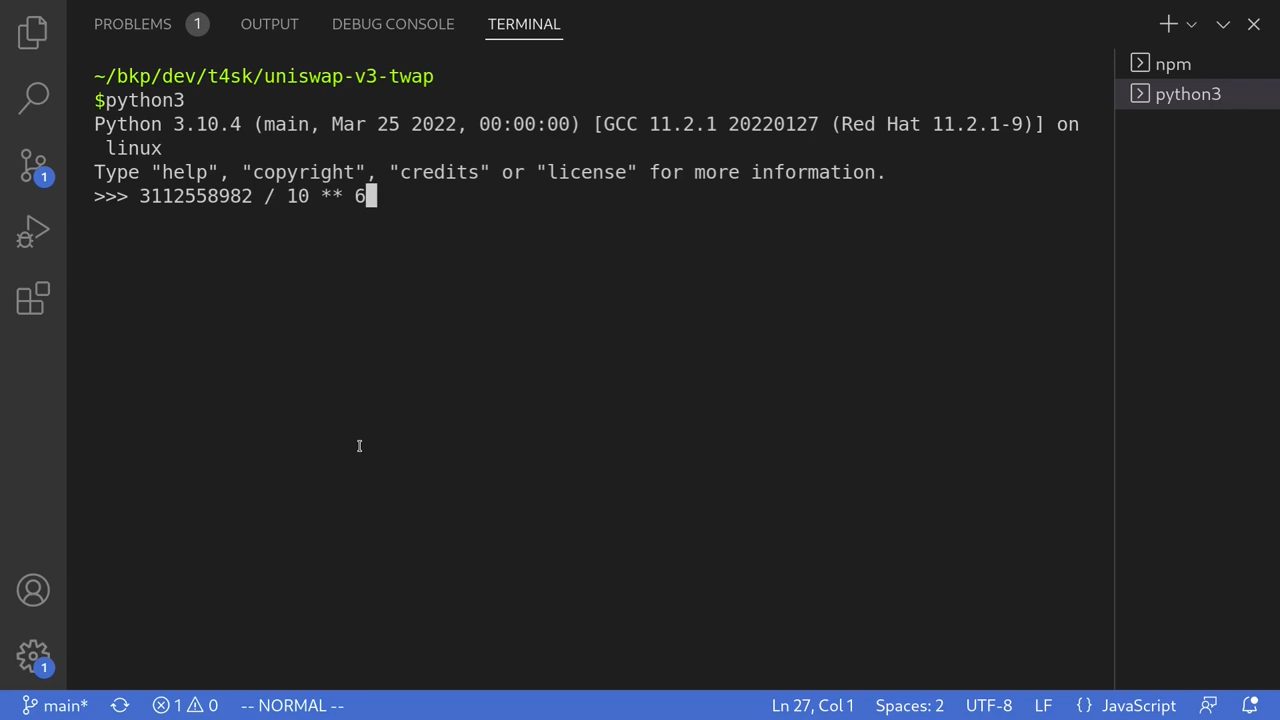 PROBLEMS 1 OUTPUT DEBUG CONSOLE TERMINAL
~/bkp/dev/t4sk/uniswap-v3-twap
$python3
Python 3.10.4 (main, Mar 25 2022, 00:00:00) [GCC 11.2.1 20220127 (Red Hat 11.2.1-9)] on
linux
Type "help", "copyright", "credits" or "license" for more information.
>>> 3112558982 / 10 ** 6
npm
python3
1
1
main* 1 0 -- NORMAL -- Ln 27, Col 1 Spaces: 2 UTF-8 LF {} JavaScript